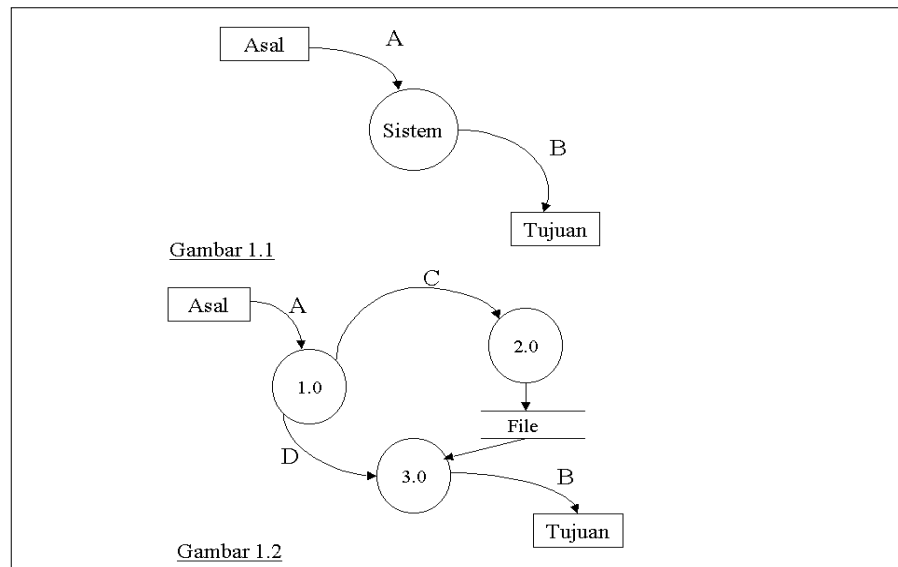 Asal
A
Sistem
B
Tujuan
Gambar 1.1
C
Asal
A
2.0
1.0
File
D
3.0
B
Tujuan
Gambar 1.2